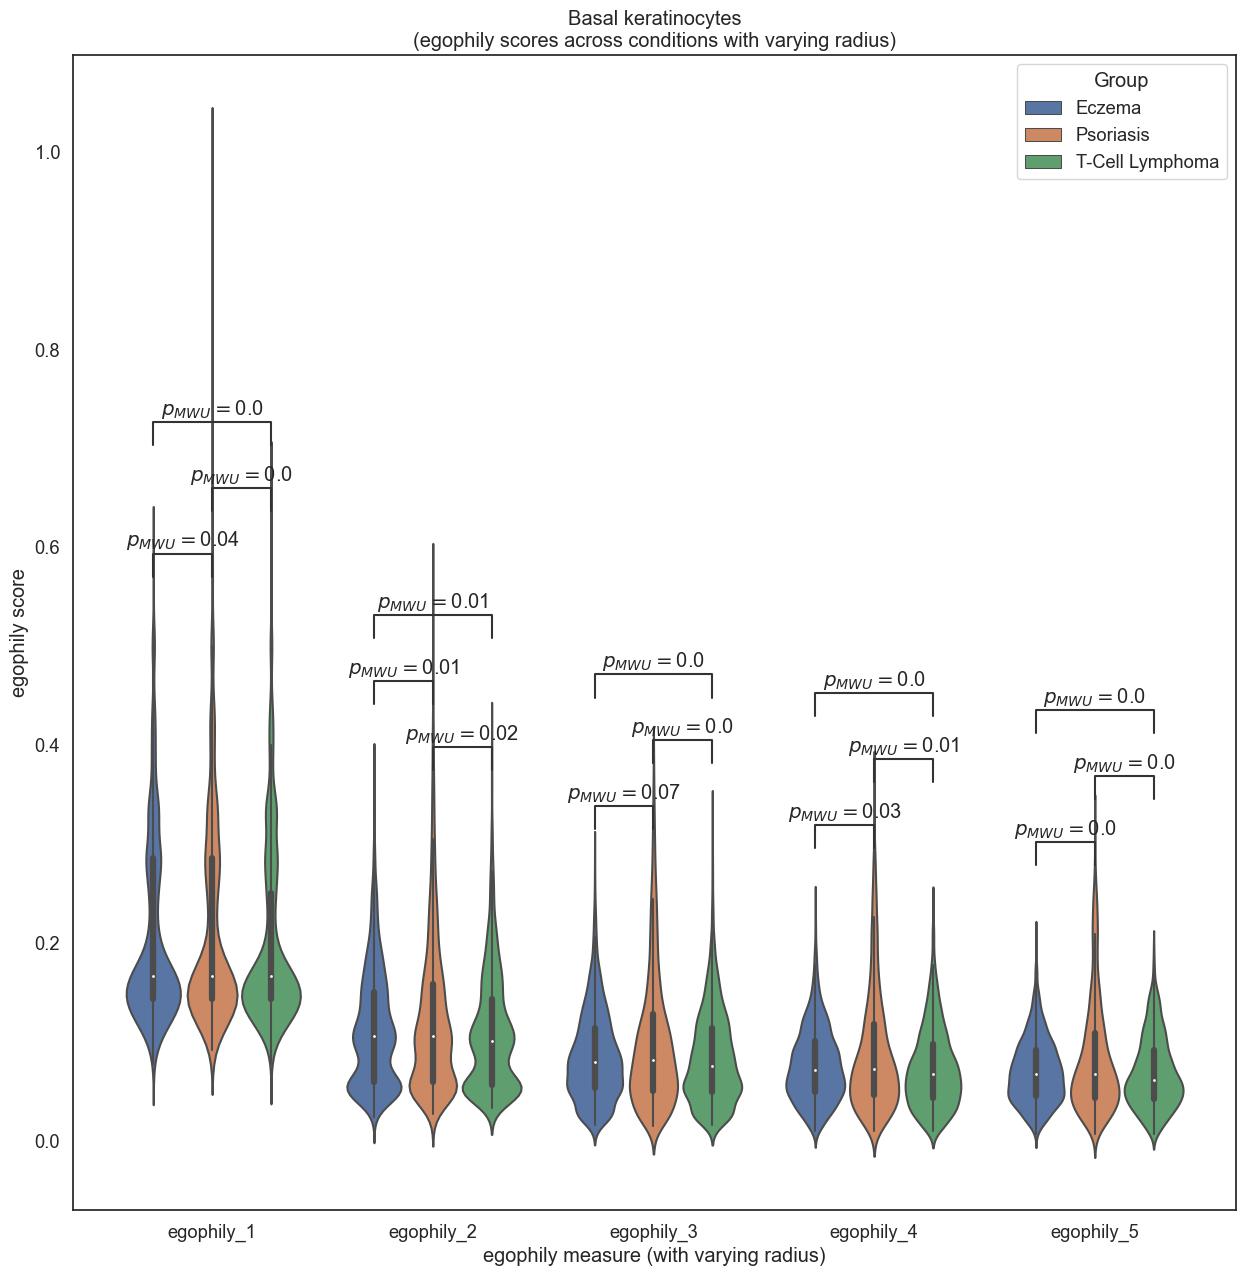 Basal keratinocytes
(egophily scores across conditions with varying radius)
Group
Eczema
Psoriasis
T-Cell Lymphoma
egophily score
1.0
0.8
0.6
0.4
0.2
0.0
p_MWU = 0.0
p_MWU = 0.0
p_MWU = 0.04
p_MWU = 0.01
p_MWU = 0.01
p_MWU = 0.02
p_MWU = 0.0
p_MWU = 0.0
p_MWU = 0.07
p_MWU = 0.0
p_MWU = 0.01
p_MWU = 0.03
p_MWU = 0.0
p_MWU = 0.0
p_MWU = 0.0
egophily_1
egophily_2
egophily_3
egophily_4
egophily_5
egophily measure (with varying radius)